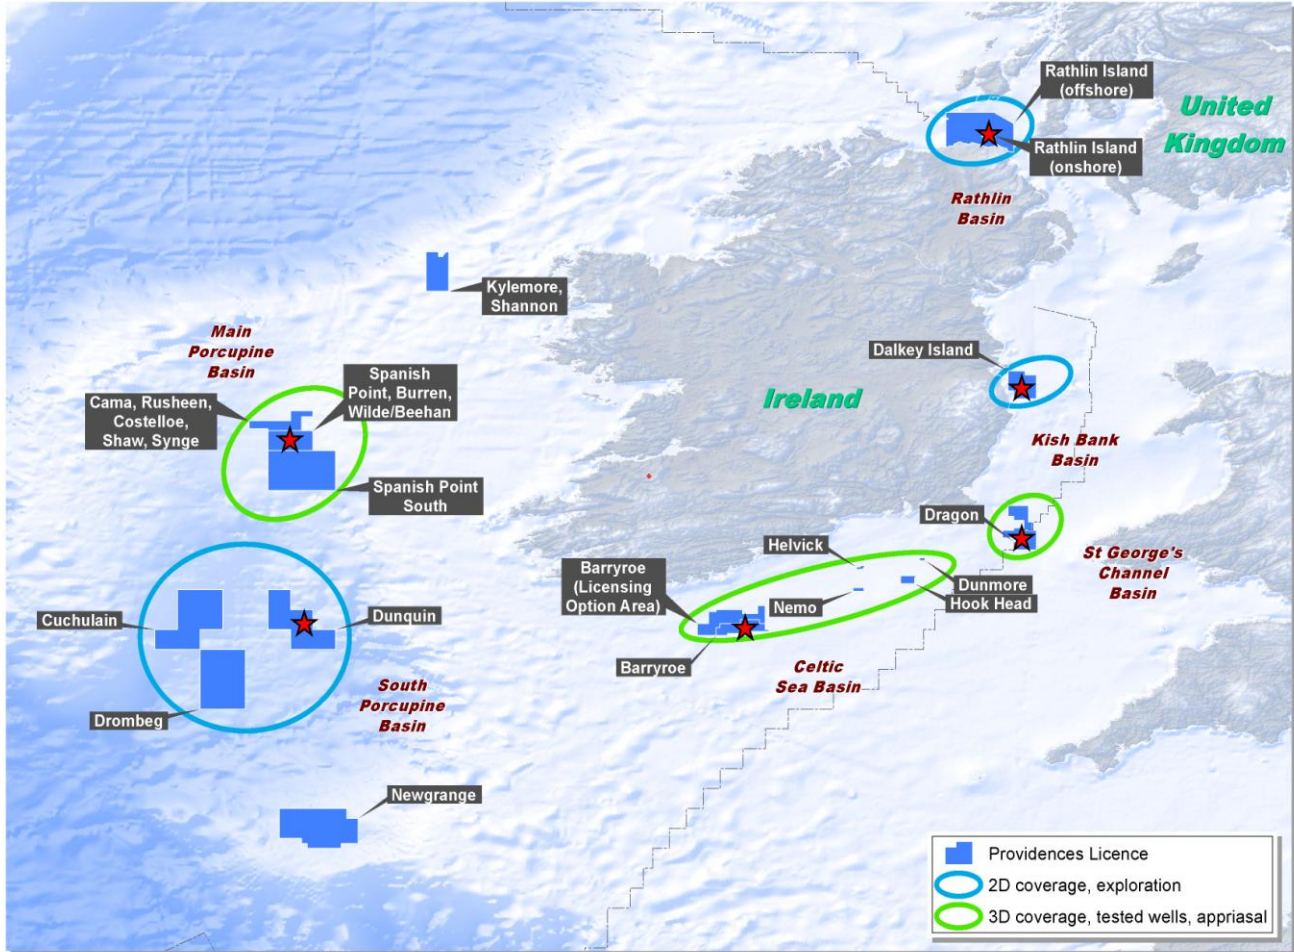 Rathlin Island
(offshore)
United
Kingdom
Rathlin Island
(onshore)
Rathlin
Basin
Kylemore,
Shannon
Main
Porcupine
Basin
Dalkey Island
Spanish
Point, Burren,
Wilde/Beehan
Cama, Rusheen,
Costelloe,
Shaw, Synge
Ireland
Kish Bank
Basin
Spanish Point
South
Dragon
St George's
Channel
Basin
Helvick
Barryroe
(Licensing
Option Area)
Dunmore
Nemo
Hook Head
Cuchulain
Dunquin
Barryroe
Celtic
Sea Basin
South
Porcupine
Basin
Drombeg
Newgrange
Providences Licence
2D coverage, exploration
3D coverage, tested wells, appriasal